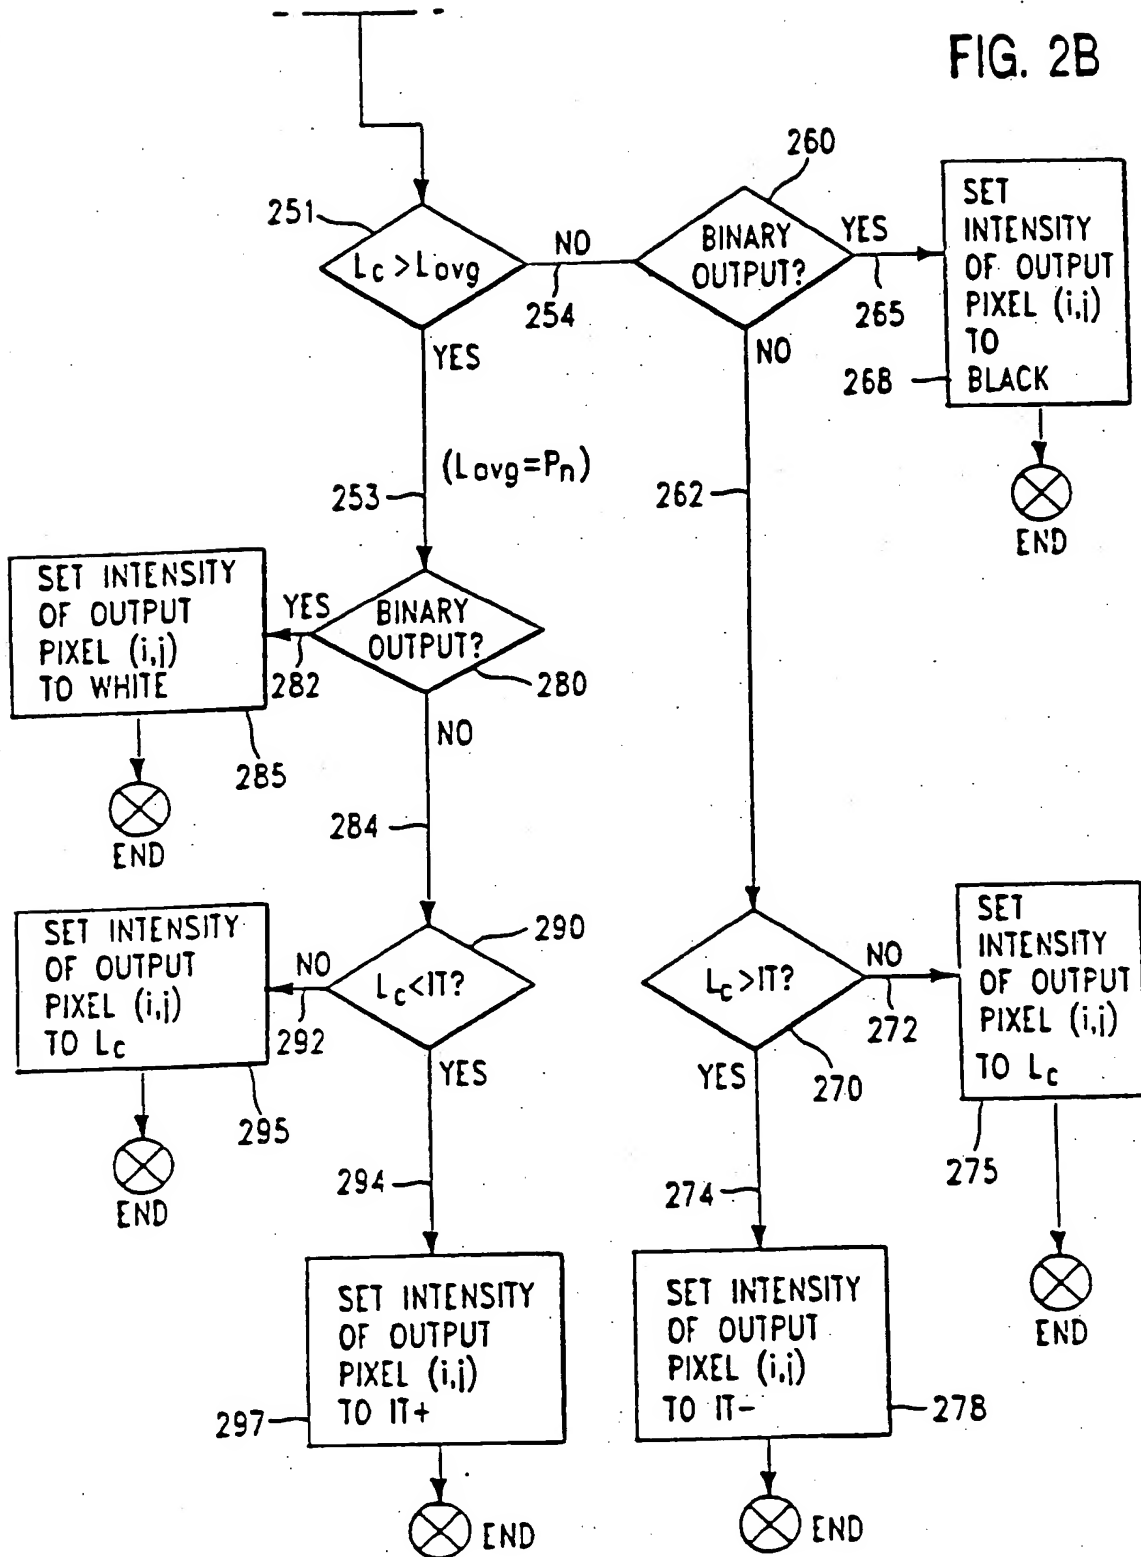 FIG. 2B
260
251
Lc > Lavg
NO
254
BINARY
OUTPUT?
YES
265
SET
INTENSITY
OF OUTPUT
PIXEL (i,j)
TO
BLACK
268
END
YES
NO
(Lavg=Pn)
253
262
SET INTENSITY
OF OUTPUT
PIXEL (i,j)
TO WHITE
YES
282
BINARY
OUTPUT?
280
285
NO
END
284
290
SET INTENSITY
OF OUTPUT
PIXEL (i,j)
TO Lc
NO
292
Lc<IT?
295
YES
END
Lc>IT?
NO
272
270
YES
SET
INTENSITY
OF OUTPUT
PIXEL (i,j)
TO Lc
275
END
294
274
SET INTENSITY
OF OUTPUT
PIXEL (i,j)
TO IT+
297
END
SET INTENSITY
OF OUTPUT
PIXEL (i,j)
TO IT-
278
END